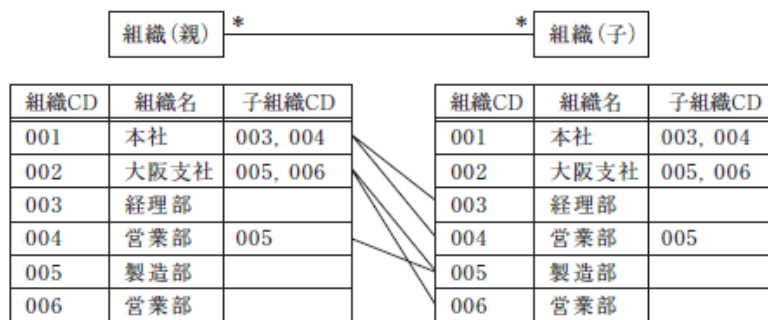 組織(親) * * 組織(子)
組織CD 組織名 子組織CD 組織CD 組織名 子組織CD
001 本社 003, 004 001 本社 003, 004
002 大阪支社 005, 006 002 大阪支社 005, 006
003 経理部 003 経理部
004 営業部 005 004 営業部 005
005 製造部 005 製造部
006 営業部 006 営業部